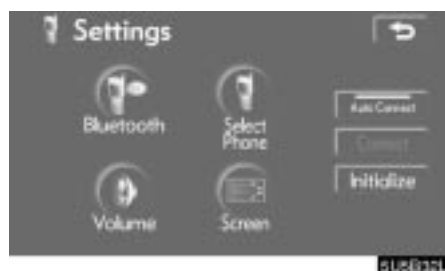 Settings
Bluetooth
Select
Phone
Auto Connect
Connect
Initialize
Volume
Screen